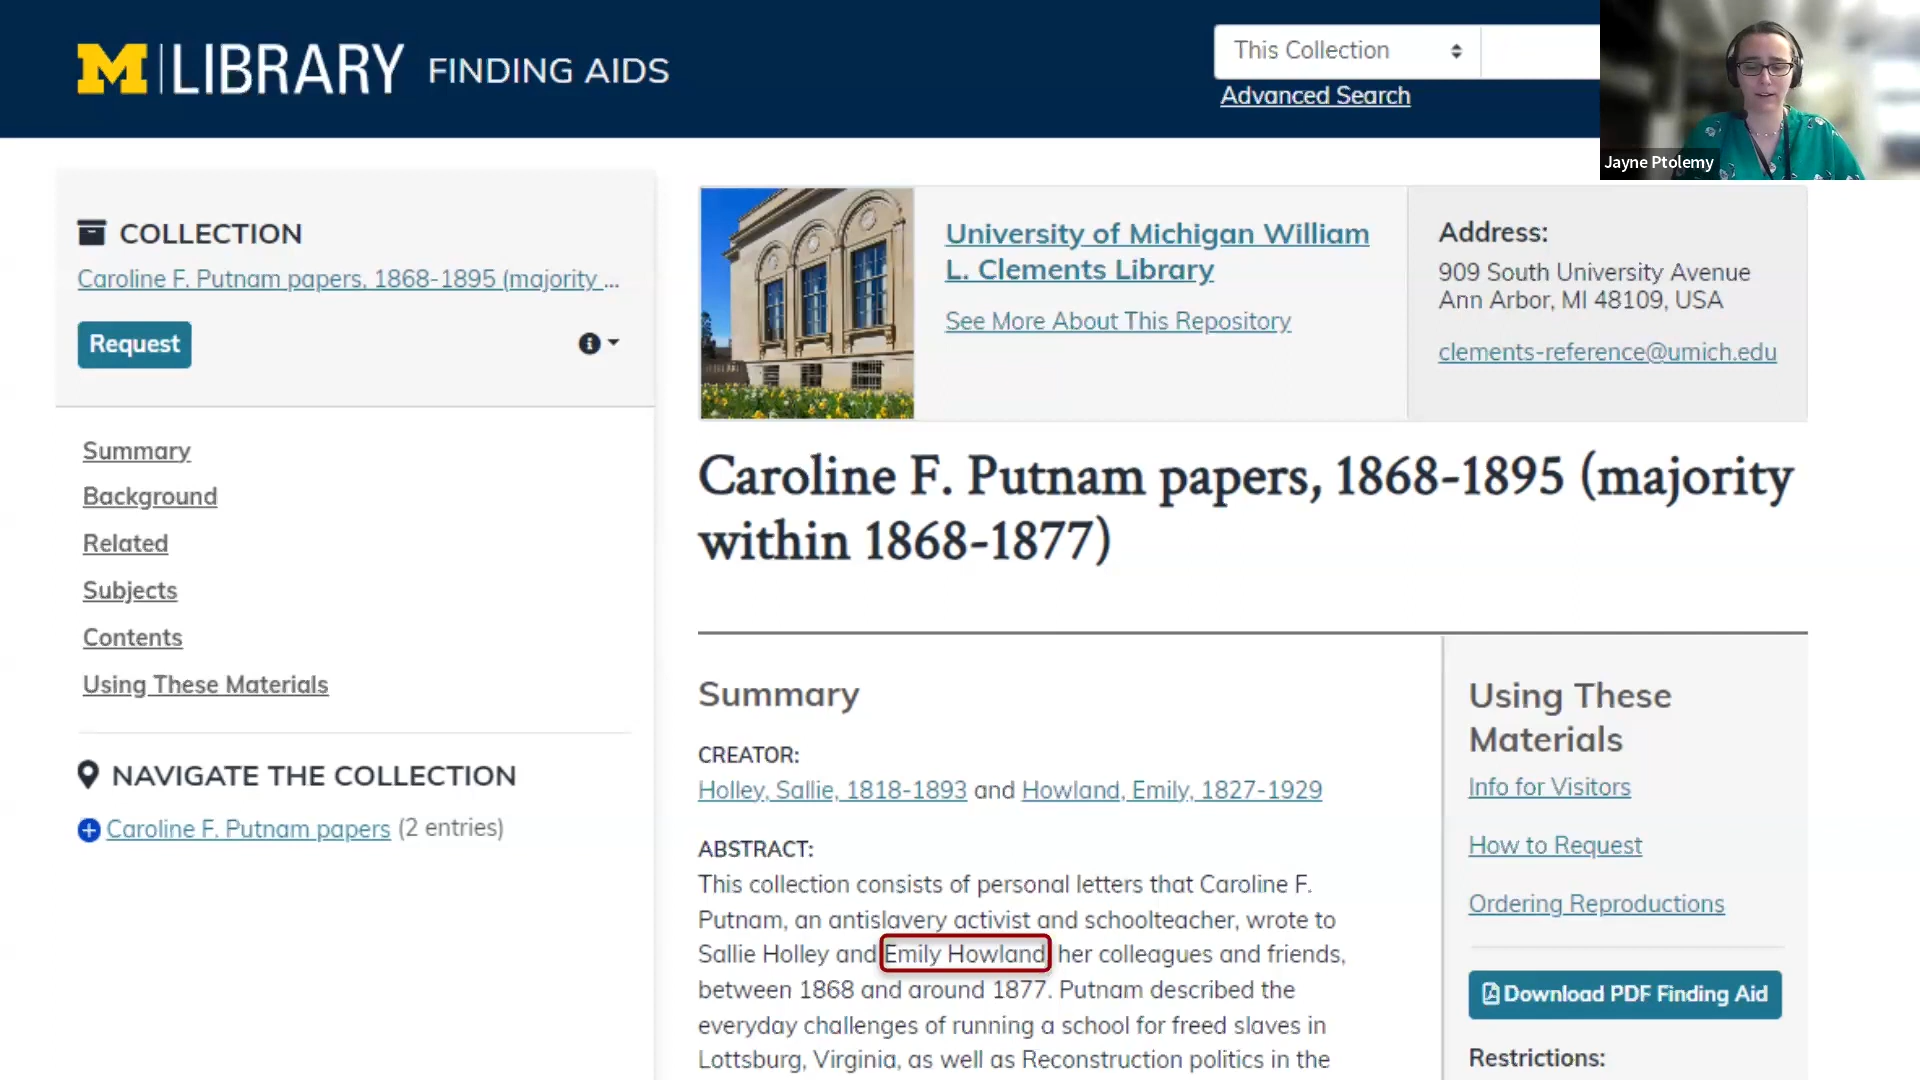 M LIBRARY FINDING AIDS
This Collection
Advanced Search
Jayne Ptolemy
COLLECTION
Caroline F. Putnam papers, 1868-1895 (majority ...
Request
Summary
Background
Related
Subjects
Contents
Using These Materials
NAVIGATE THE COLLECTION
Caroline F. Putnam papers (2 entries)
University of Michigan William
L. Clements Library
See More About This Repository
Address:
909 South University Avenue
Ann Arbor, MI 48109, USA
clements-reference@umich.edu
Caroline F. Putnam papers, 1868-1895 (majority
within 1868-1877)
Summary
CREATOR:
Holley, Sallie, 1818-1893 and Howland, Emily, 1827-1929
ABSTRACT:
This collection consists of personal letters that Caroline F.
Putnam, an antislavery activist and schoolteacher, wrote to
Sallie Holley and Emily Howland, her colleagues and friends,
between 1868 and around 1877. Putnam described the
everyday challenges of running a school for freed slaves in
Lottsburg, Virginia, as well as Reconstruction politics in the
Using These
Materials
Info for Visitors
How to Request
Ordering Reproductions
Download PDF Finding Aid
Restrictions: